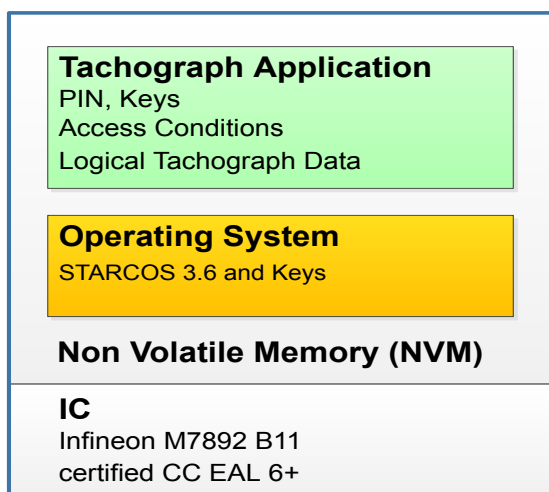 Tachograph Application
PIN, Keys
Access Conditions
Logical Tachograph Data
Operating System
STARCOS 3.6 and Keys
Non Volatile Memory (NVM)
IC
Infineon M7892 B11
certified CC EAL 6+